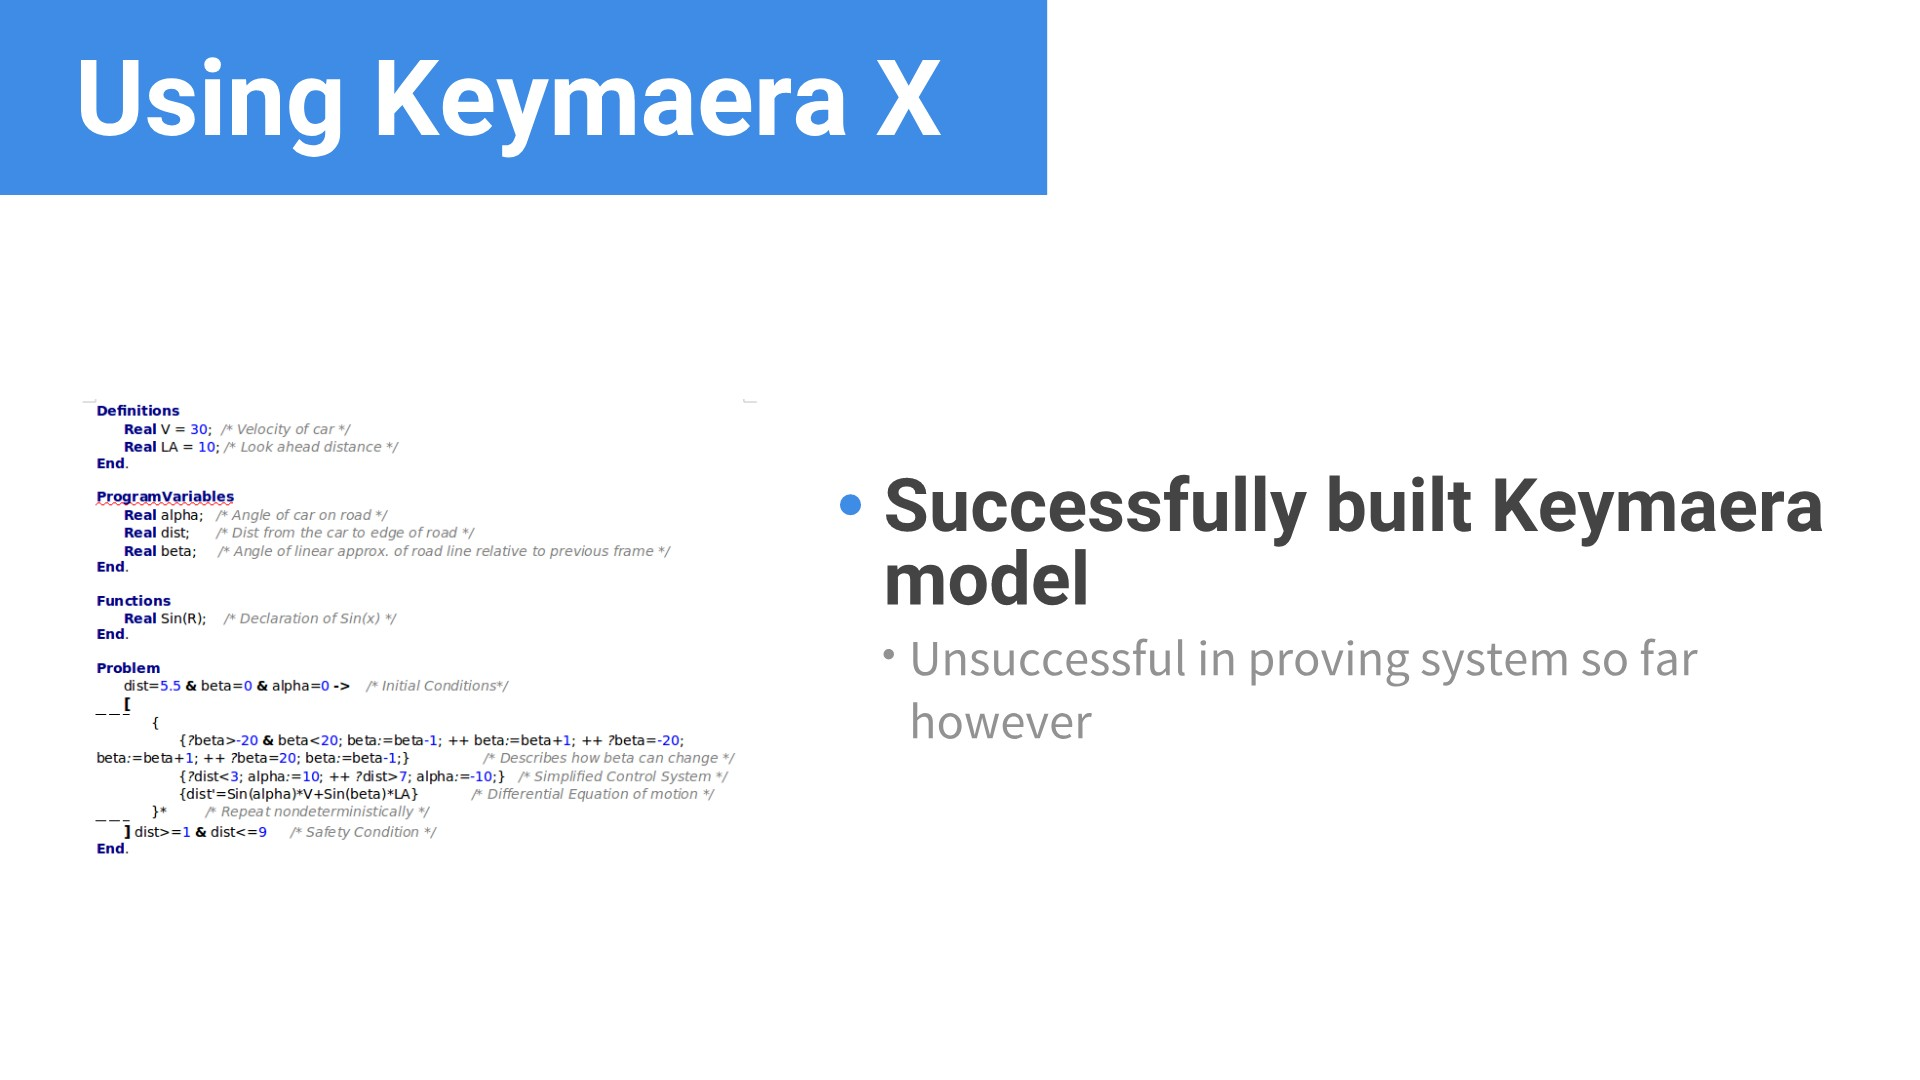 Using Keymaera X
Definitions
Real V = 30; /* Velocity of car */
Real LA = 10; /* Look ahead distance */
End.
ProgramVariables
Real alpha; /* Angle of car on road */
Real dist; /* Dist from the car to edge of road */
Real beta; /* Angle of linear approx. of road line relative to previous frame */
End.
Functions
Real Sin(R); /* Declaration of Sin(x) */
End.
Problem
dist=5.5 & beta=0 & alpha=0 -> /* Initial Conditions*/
[
{
{?beta>-20 & beta<20; beta:=beta-1; ++ beta:=beta+1; ++ ?beta=-20;
beta:=beta+1; ++ ?beta=20; beta:=beta-1;} /* Describes how beta can change */
{?dist<3; alpha:=10; ++ ?dist>7; alpha:=-10;} /* Simplified Control System */
{dist'=Sin(alpha)*V+Sin(beta)*LA} /* Differential Equation of motion */
}* /* Repeat nondeterministically */
] dist>=1 & dist<=9 /* Safety Condition */
End.
• Successfully built Keymaera
model
• Unsuccessful in proving system so far
however